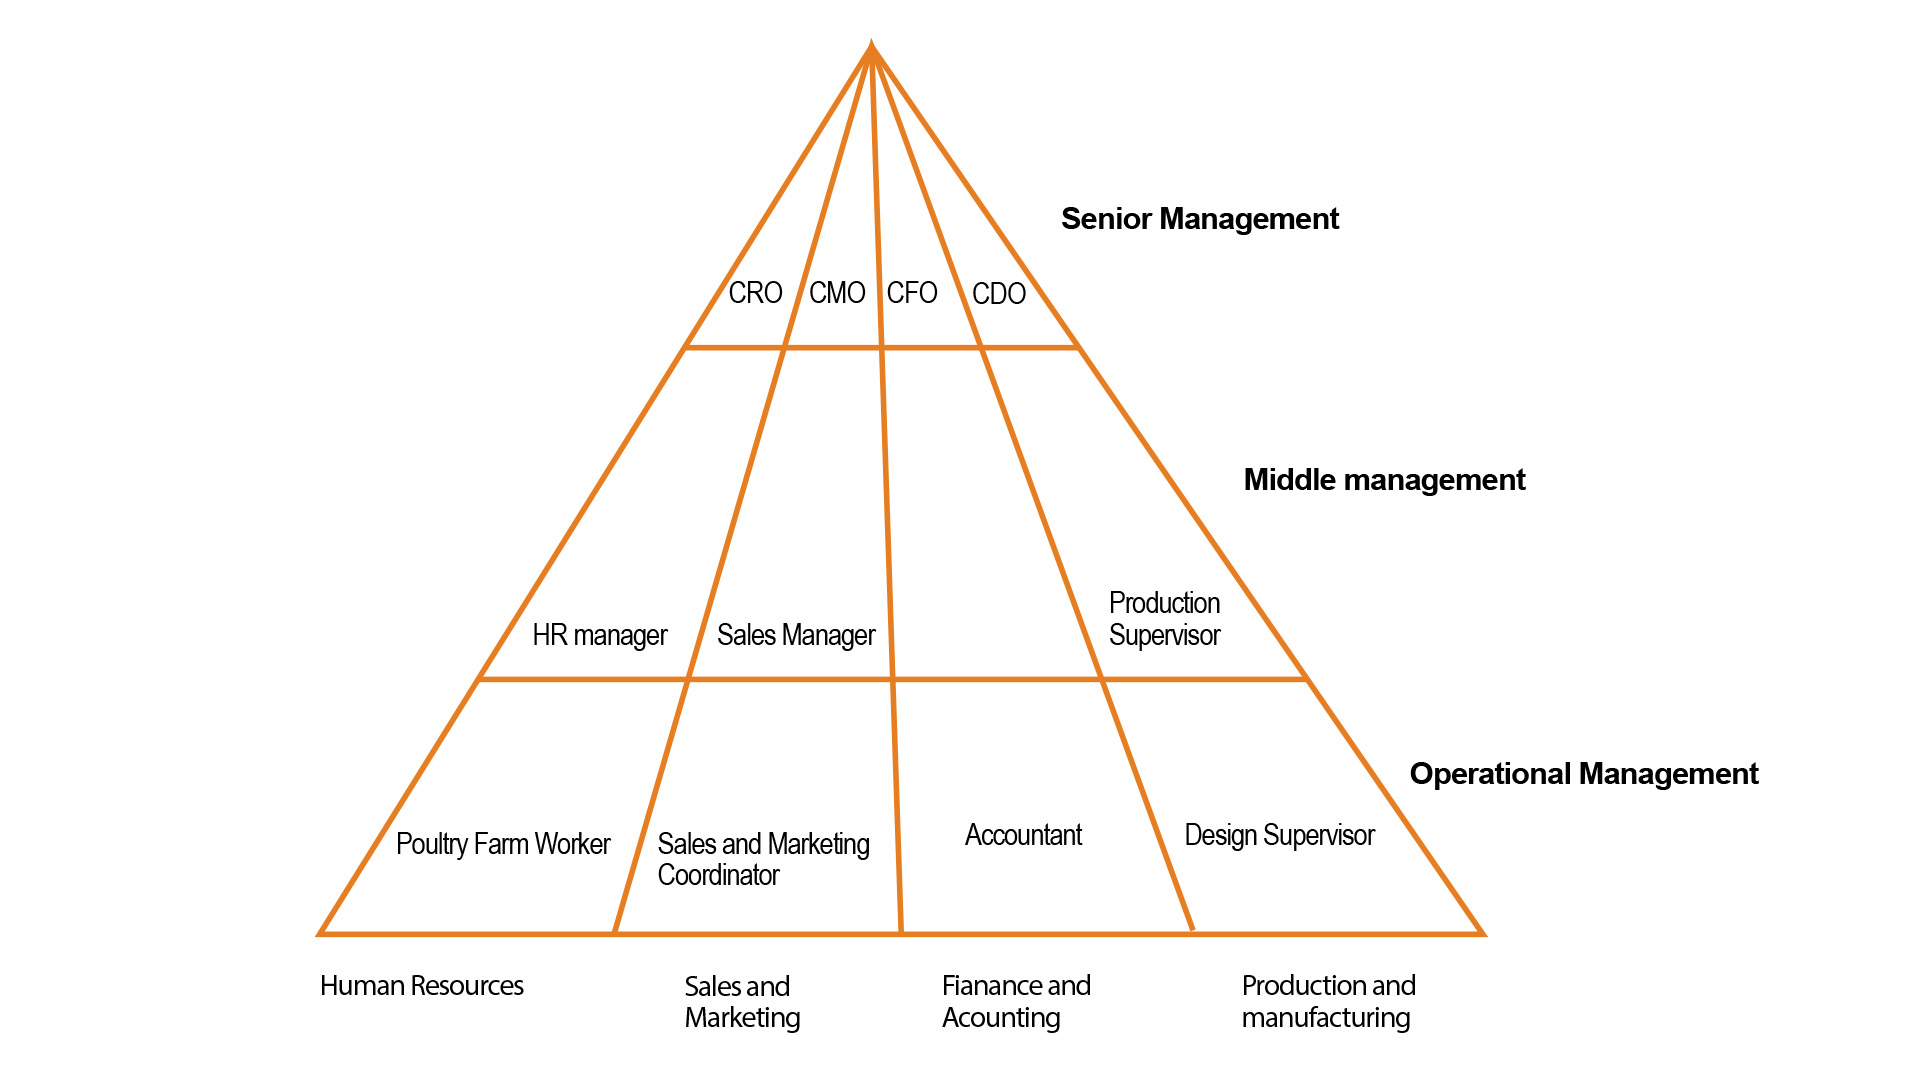 Senior Management
CRO CMO CFO CDO
Middle management
Production
HR manager Sales Manager Supervisor
Operational Management
Poultry Farm Worker Sales and Marketing Accountant Design Supervisor
Coordinator
Human Resources Sales and Fianance and Production and
Marketing Acounting manufacturing